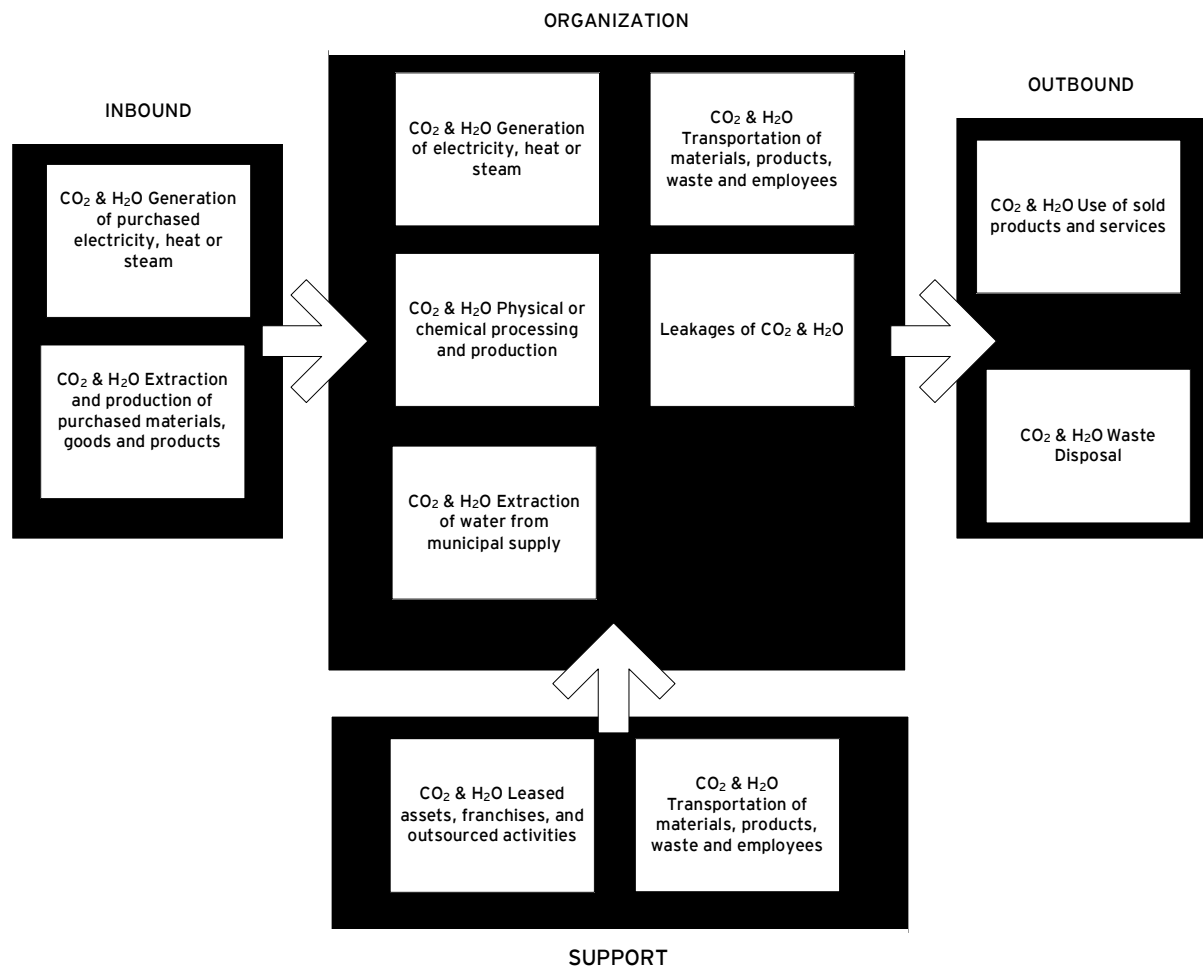 ORGANIZATION
INBOUND
CO₂ & H₂O Generation
of purchased
electricity, heat or
steam
CO₂ & H₂O Extraction
and production of
purchased materials,
goods and products
CO₂ & H₂O Generation
of electricity, heat or
steam
CO₂ & H₂O
Transportation of
materials, products,
waste and employees
CO₂ & H₂O Physical or
chemical processing
and production
Leakages of CO₂ & H₂O
CO₂ & H₂O Extraction
of water from
municipal supply
OUTBOUND
CO₂ & H₂O Use of sold
products and services
CO₂ & H₂O Waste
Disposal
CO₂ & H₂O Leased
assets, franchises, and
outsourced activities
CO₂ & H₂O
Transportation of
materials, products,
waste and employees
SUPPORT